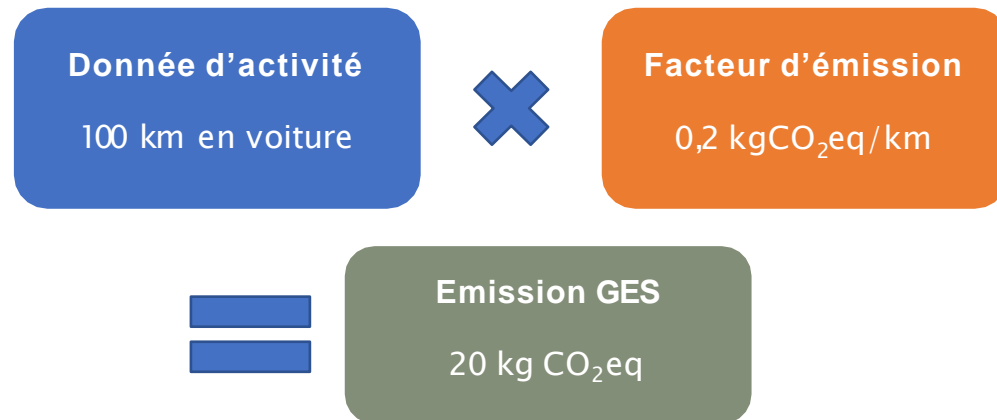 Donnée d’activité
100 km en voiture
Facteur d’émission
0,2 kgCO₂eq/km
Emission GES
20 kg CO₂eq